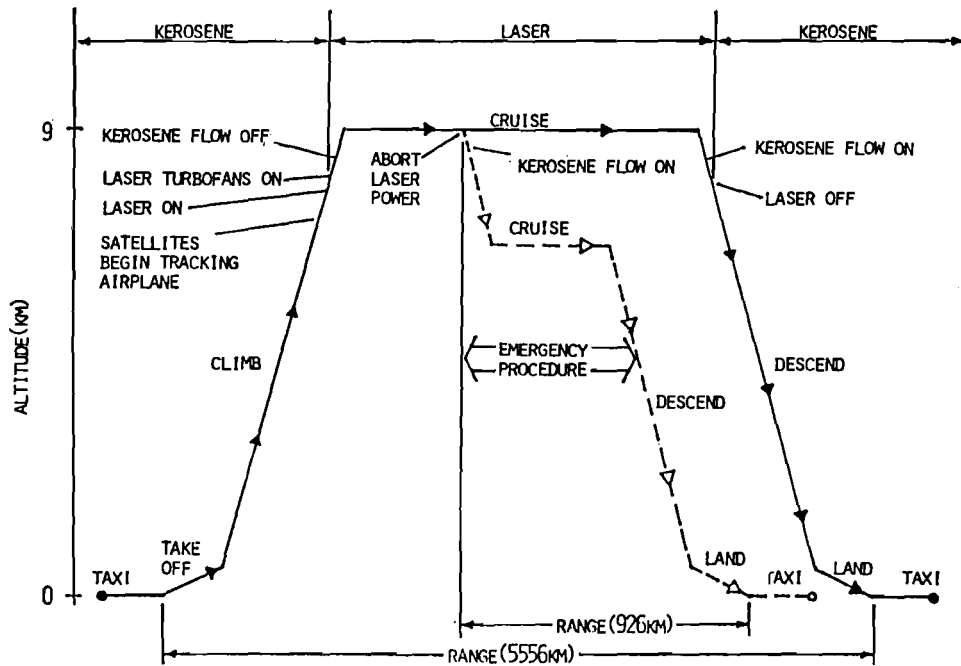 KEROSENE
LASER
KEROSENE
9
CRUISE
KEROSENE FLOW OFF
ABORT
LASER
POWER
KEROSENE FLOW ON
KEROSENE FLOW ON
LASER TURBOFANS ON
LASER ON
LASER OFF
SATELLITES
BEGIN TRACKING
AIRPLANE
CRUISE
ALTITUDE(KM)
CLIMB
EMERGENCY
PROCEDURE
DESCEND
DESCEND
TAKE
OFF
TAXI
LAND
TAXI
LAND
TAXI
0
RANGE(926KM)
RANGE(5556KM)